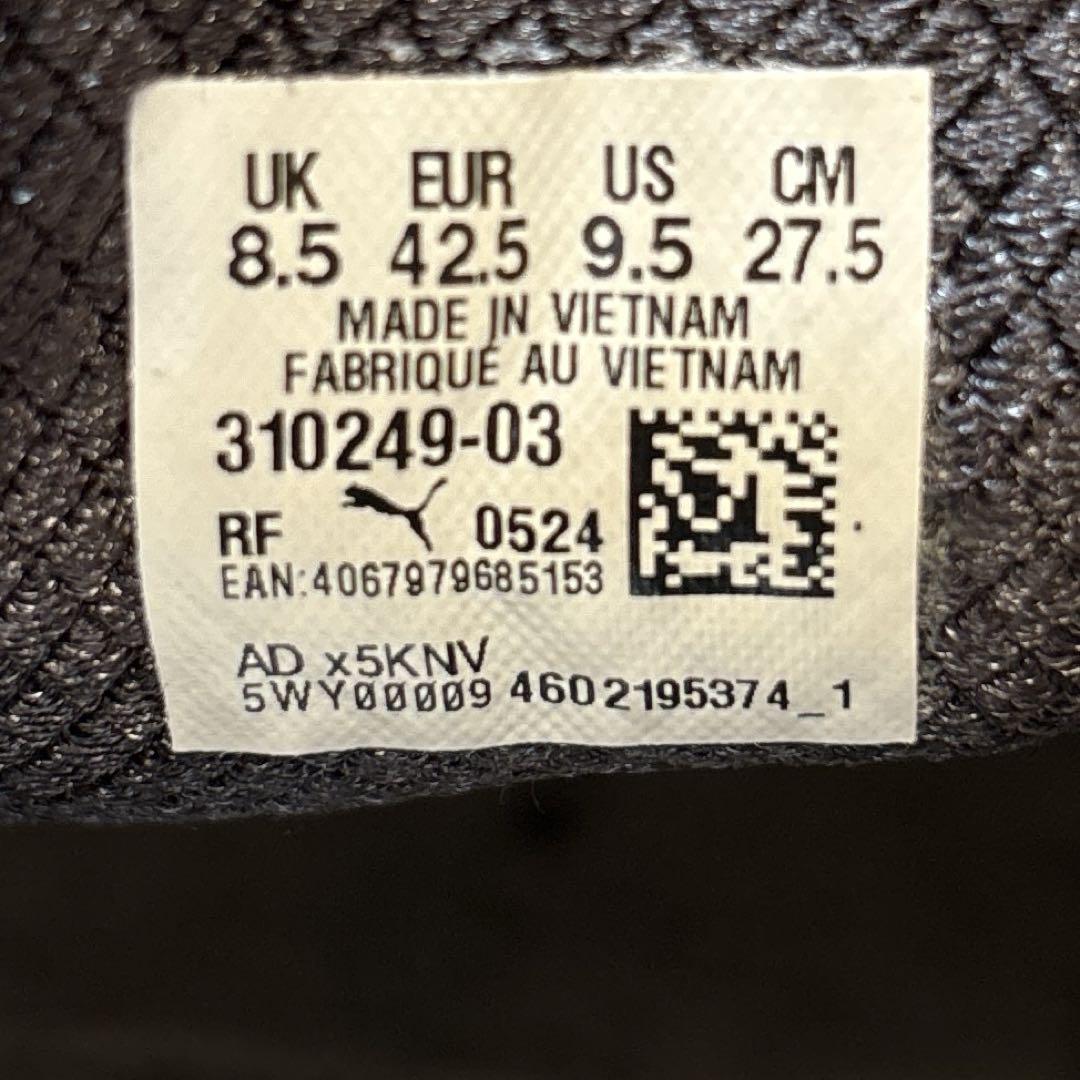 UK EUR US CM
8.5 42.5 9.5 27.5
MADE IN VIETNAM
FABRIQUÉ AU VIETNAM
310249-03
RF 0524
EAN:4067979685153
AD x5KNV
5WY00009 4602195374_1